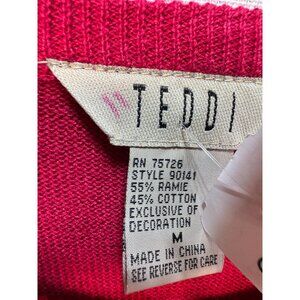 TEDDI
RN 75726
STYLE 90141
55% RAMIE
45% COTTON
EXCLUSIVE OF
DECORATION
M
MADE IN CHINA
SEE REVERSE FOR CARE